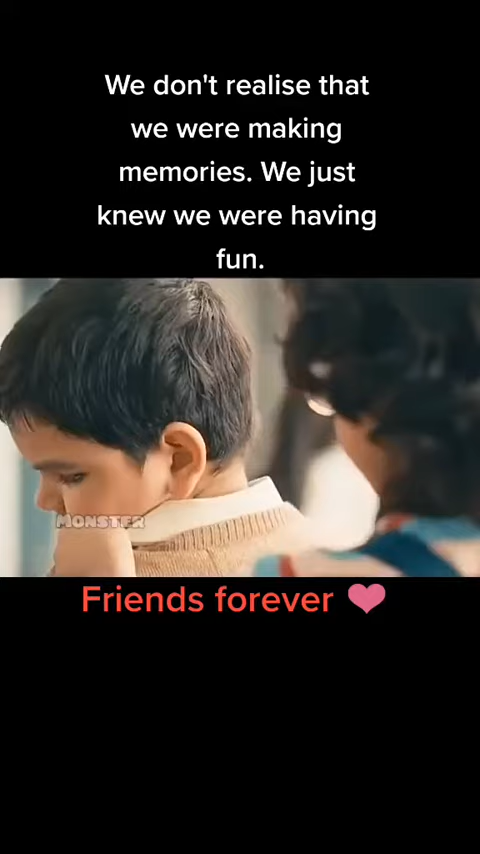 We don't realise that
we were making
memories. We just
knew we were having
fun.
MONSTER
Friends forever ❤